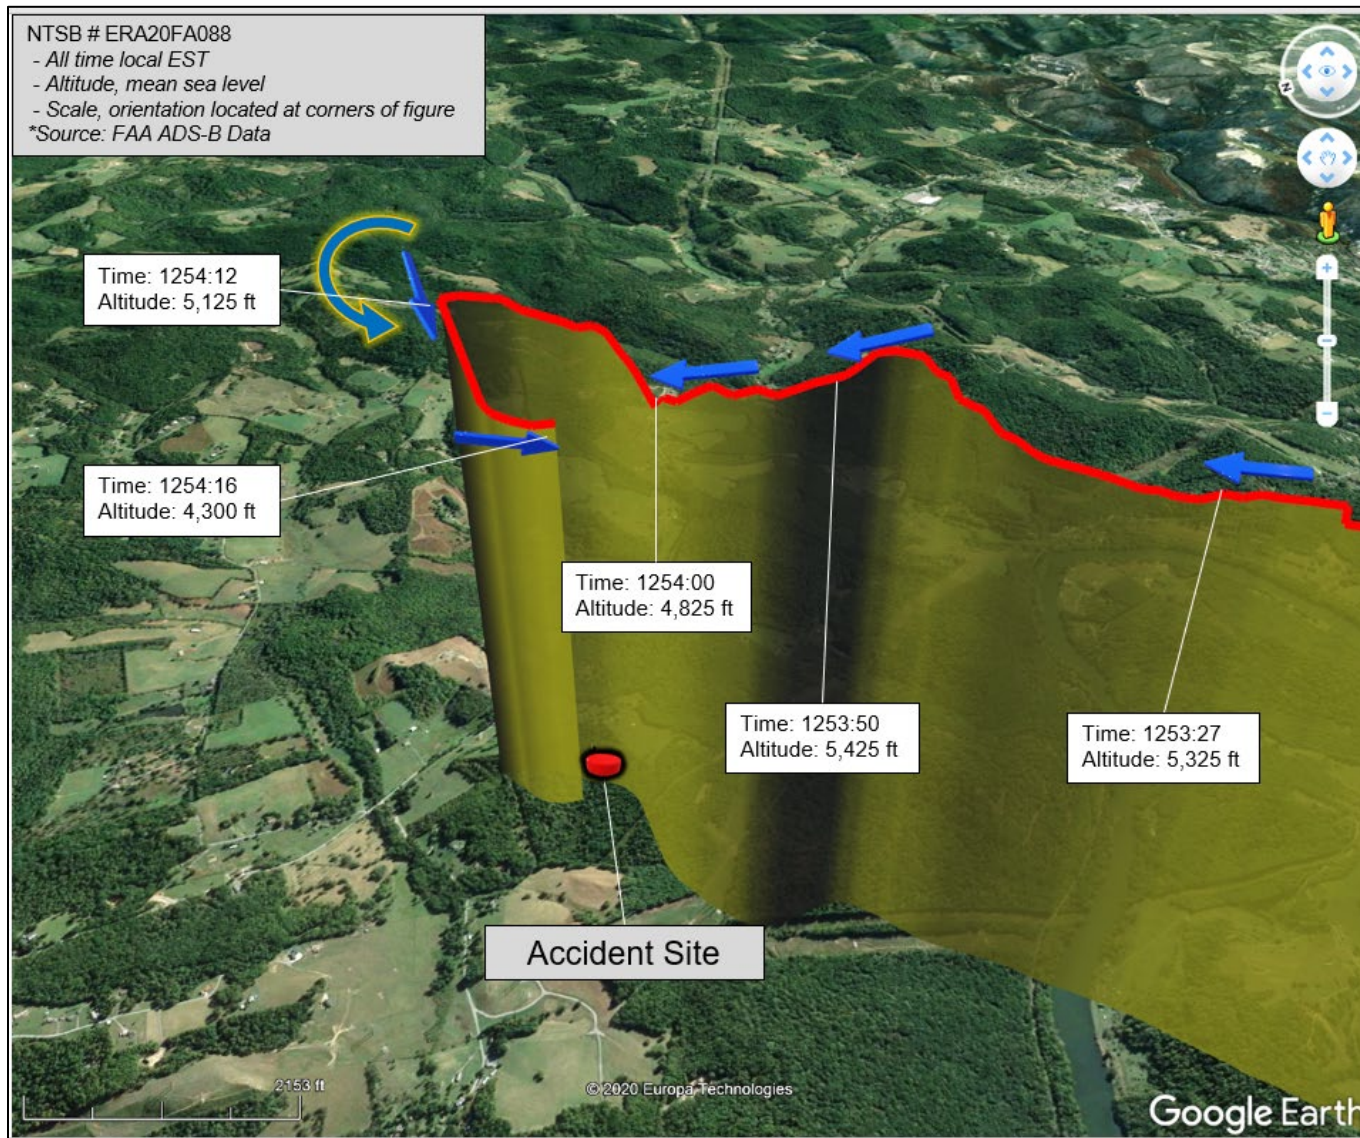 NTSB # ERA20FA088
- All time local EST
- Altitude, mean sea level
- Scale, orientation located at corners of figure
*Source: FAA ADS-B Data
N
Time: 1254:12
Altitude: 5,125 ft
Time: 1254:16
Altitude: 4,300 ft
Time: 1254:00
Altitude: 4,825 ft
Time: 1253:50
Altitude: 5,425 ft
Time: 1253:27
Altitude: 5,325 ft
Accident Site
2153 ft
© 2020 Europa Technologies
Google Earth